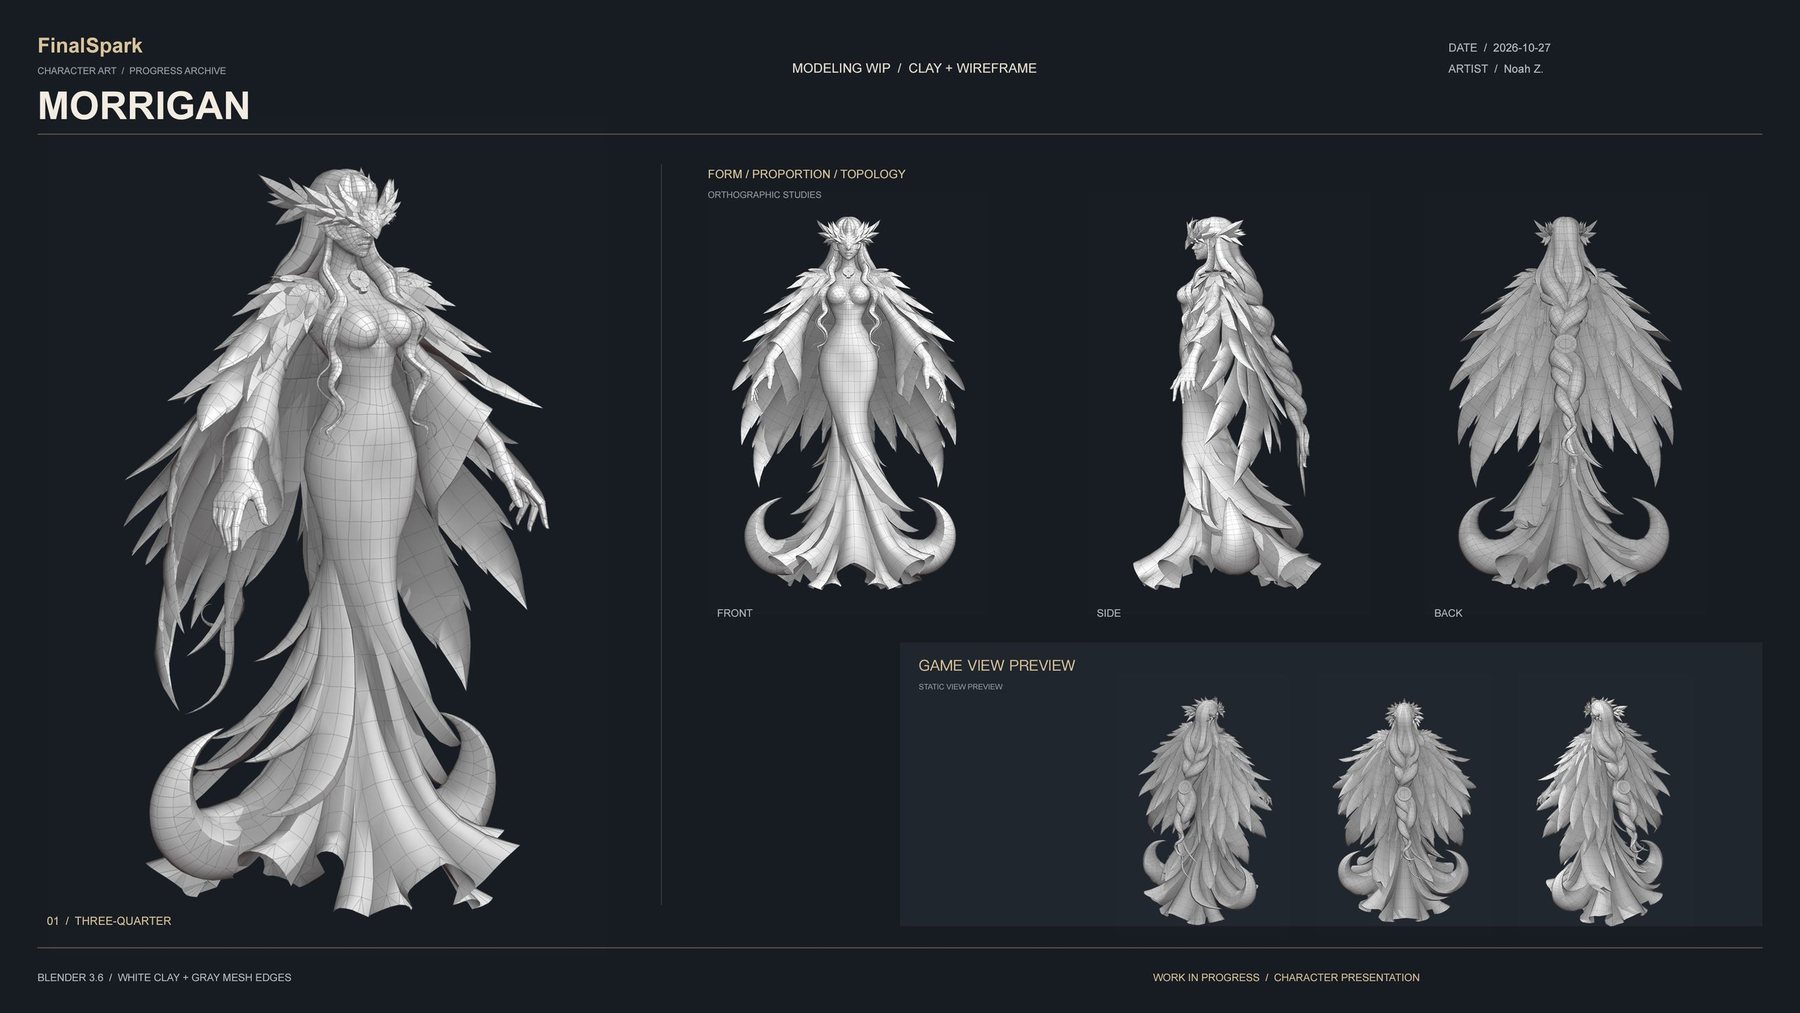 FinalSpark
CHARACTER ART / PROGRESS ARCHIVE
MORRIGAN
MODELING WIP / CLAY + WIREFRAME
DATE / 2026-10-27
ARTIST / Noah Z.
FORM / PROPORTION / TOPOLOGY
ORTHOGRAPHIC STUDIES
FRONT
SIDE
BACK
GAME VIEW PREVIEW
STATIC VIEW PREVIEW
01 / THREE-QUARTER
BLENDER 3.6 / WHITE CLAY + GRAY MESH EDGES
WORK IN PROGRESS / CHARACTER PRESENTATION